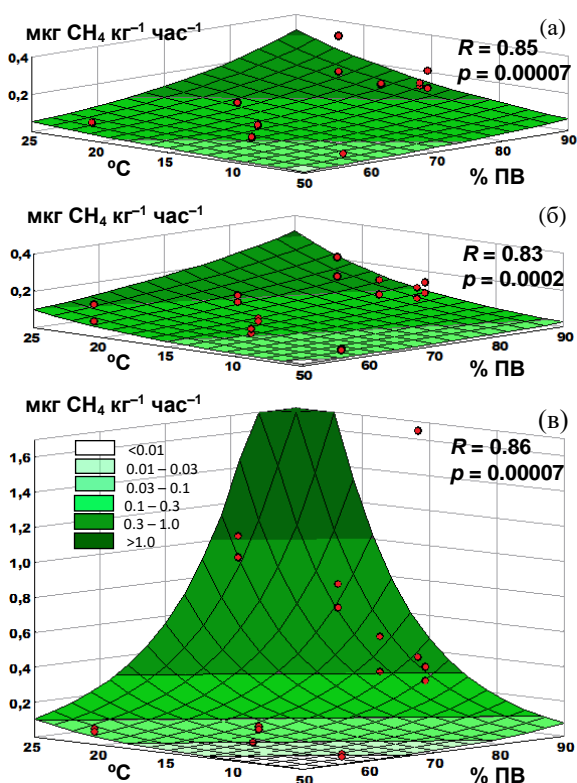 мкг CH₄ кг⁻¹ час⁻¹
(а)
R = 0.85
p = 0.00007
0,4
0,2
25
20
15
10
ºC
50
60
70
80
90
% ПВ
мкг CH₄ кг⁻¹ час⁻¹
(б)
R = 0.83
p = 0.0002
0,4
0,2
25
20
15
10
ºC
50
60
70
80
90
% ПВ
мкг CH₄ кг⁻¹ час⁻¹
(в)
R = 0.86
p = 0.00007
<0.01
0.01 – 0.03
0.03 – 0.1
0.1 – 0.3
0.3 – 1.0
>1.0
1,6
1,4
1,2
1,0
0,8
0,6
0,4
0,2
25
20
15
10
ºC
50
60
70
80
90
% ПВ